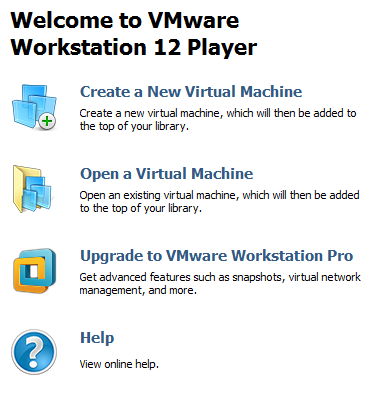 Welcome to VMware
Workstation 12 Player
Create a New Virtual Machine
Create a new virtual machine, which will then be added
to the top of your library.
Open a Virtual Machine
Open an existing virtual machine, which will then be added
to the top of your library.
Upgrade to VMware Workstation Pro
Get advanced features such as snapshots, virtual network
management, and more.
Help
View online help.